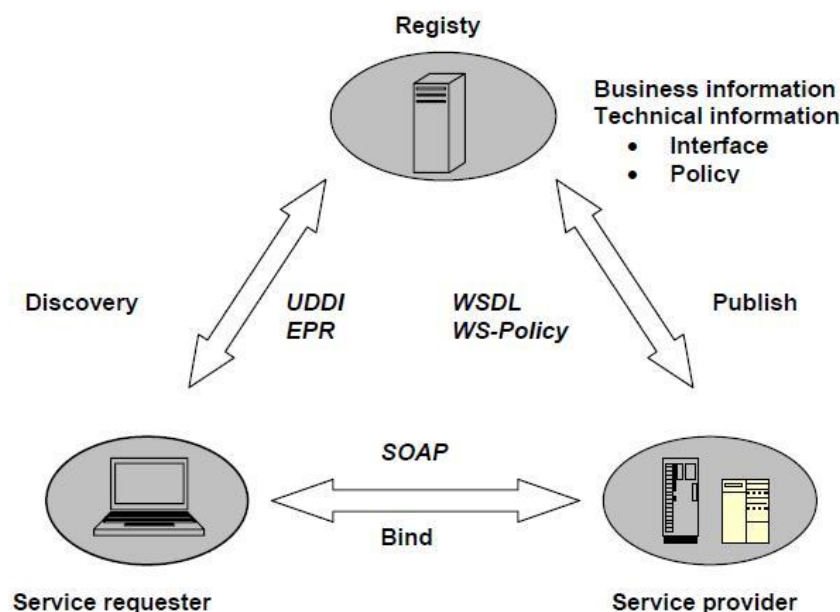 Registy
Business information
Technical information
• Interface
• Policy
Discovery
UDDI
EPR
WSDL
WS-Policy
Publish
SOAP
Bind
Service requester
Service provider